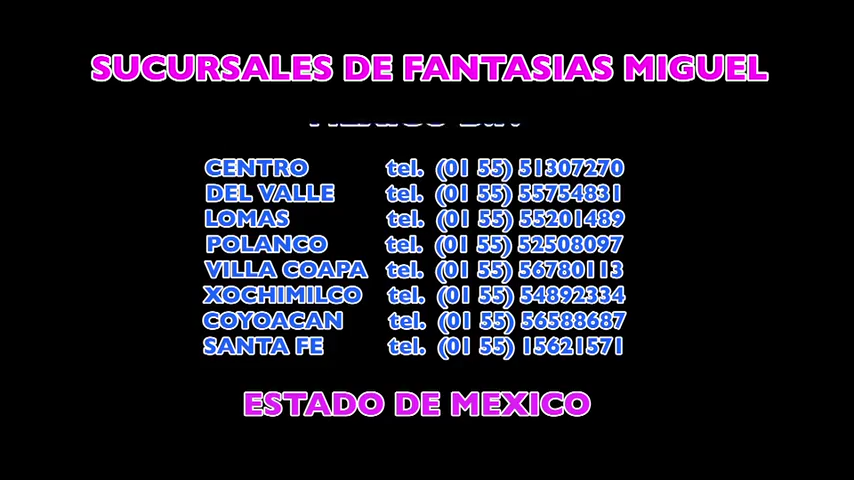 SUCURSALES DE FANTASIAS MIGUEL
CENTRO tel. (01 55) 51307270
DEL VALLE tel. (01 55) 55754831
LOMAS tel. (01 55) 55201489
POLANCO tel. (01 55) 52508097
VILLA COAPA tel. (01 55) 56780113
XOCHIMILCO tel. (01 55) 54892334
COYOACAN tel. (01 55) 56588687
SANTA FE tel. (01 55) 15621571
ESTADO DE MEXICO